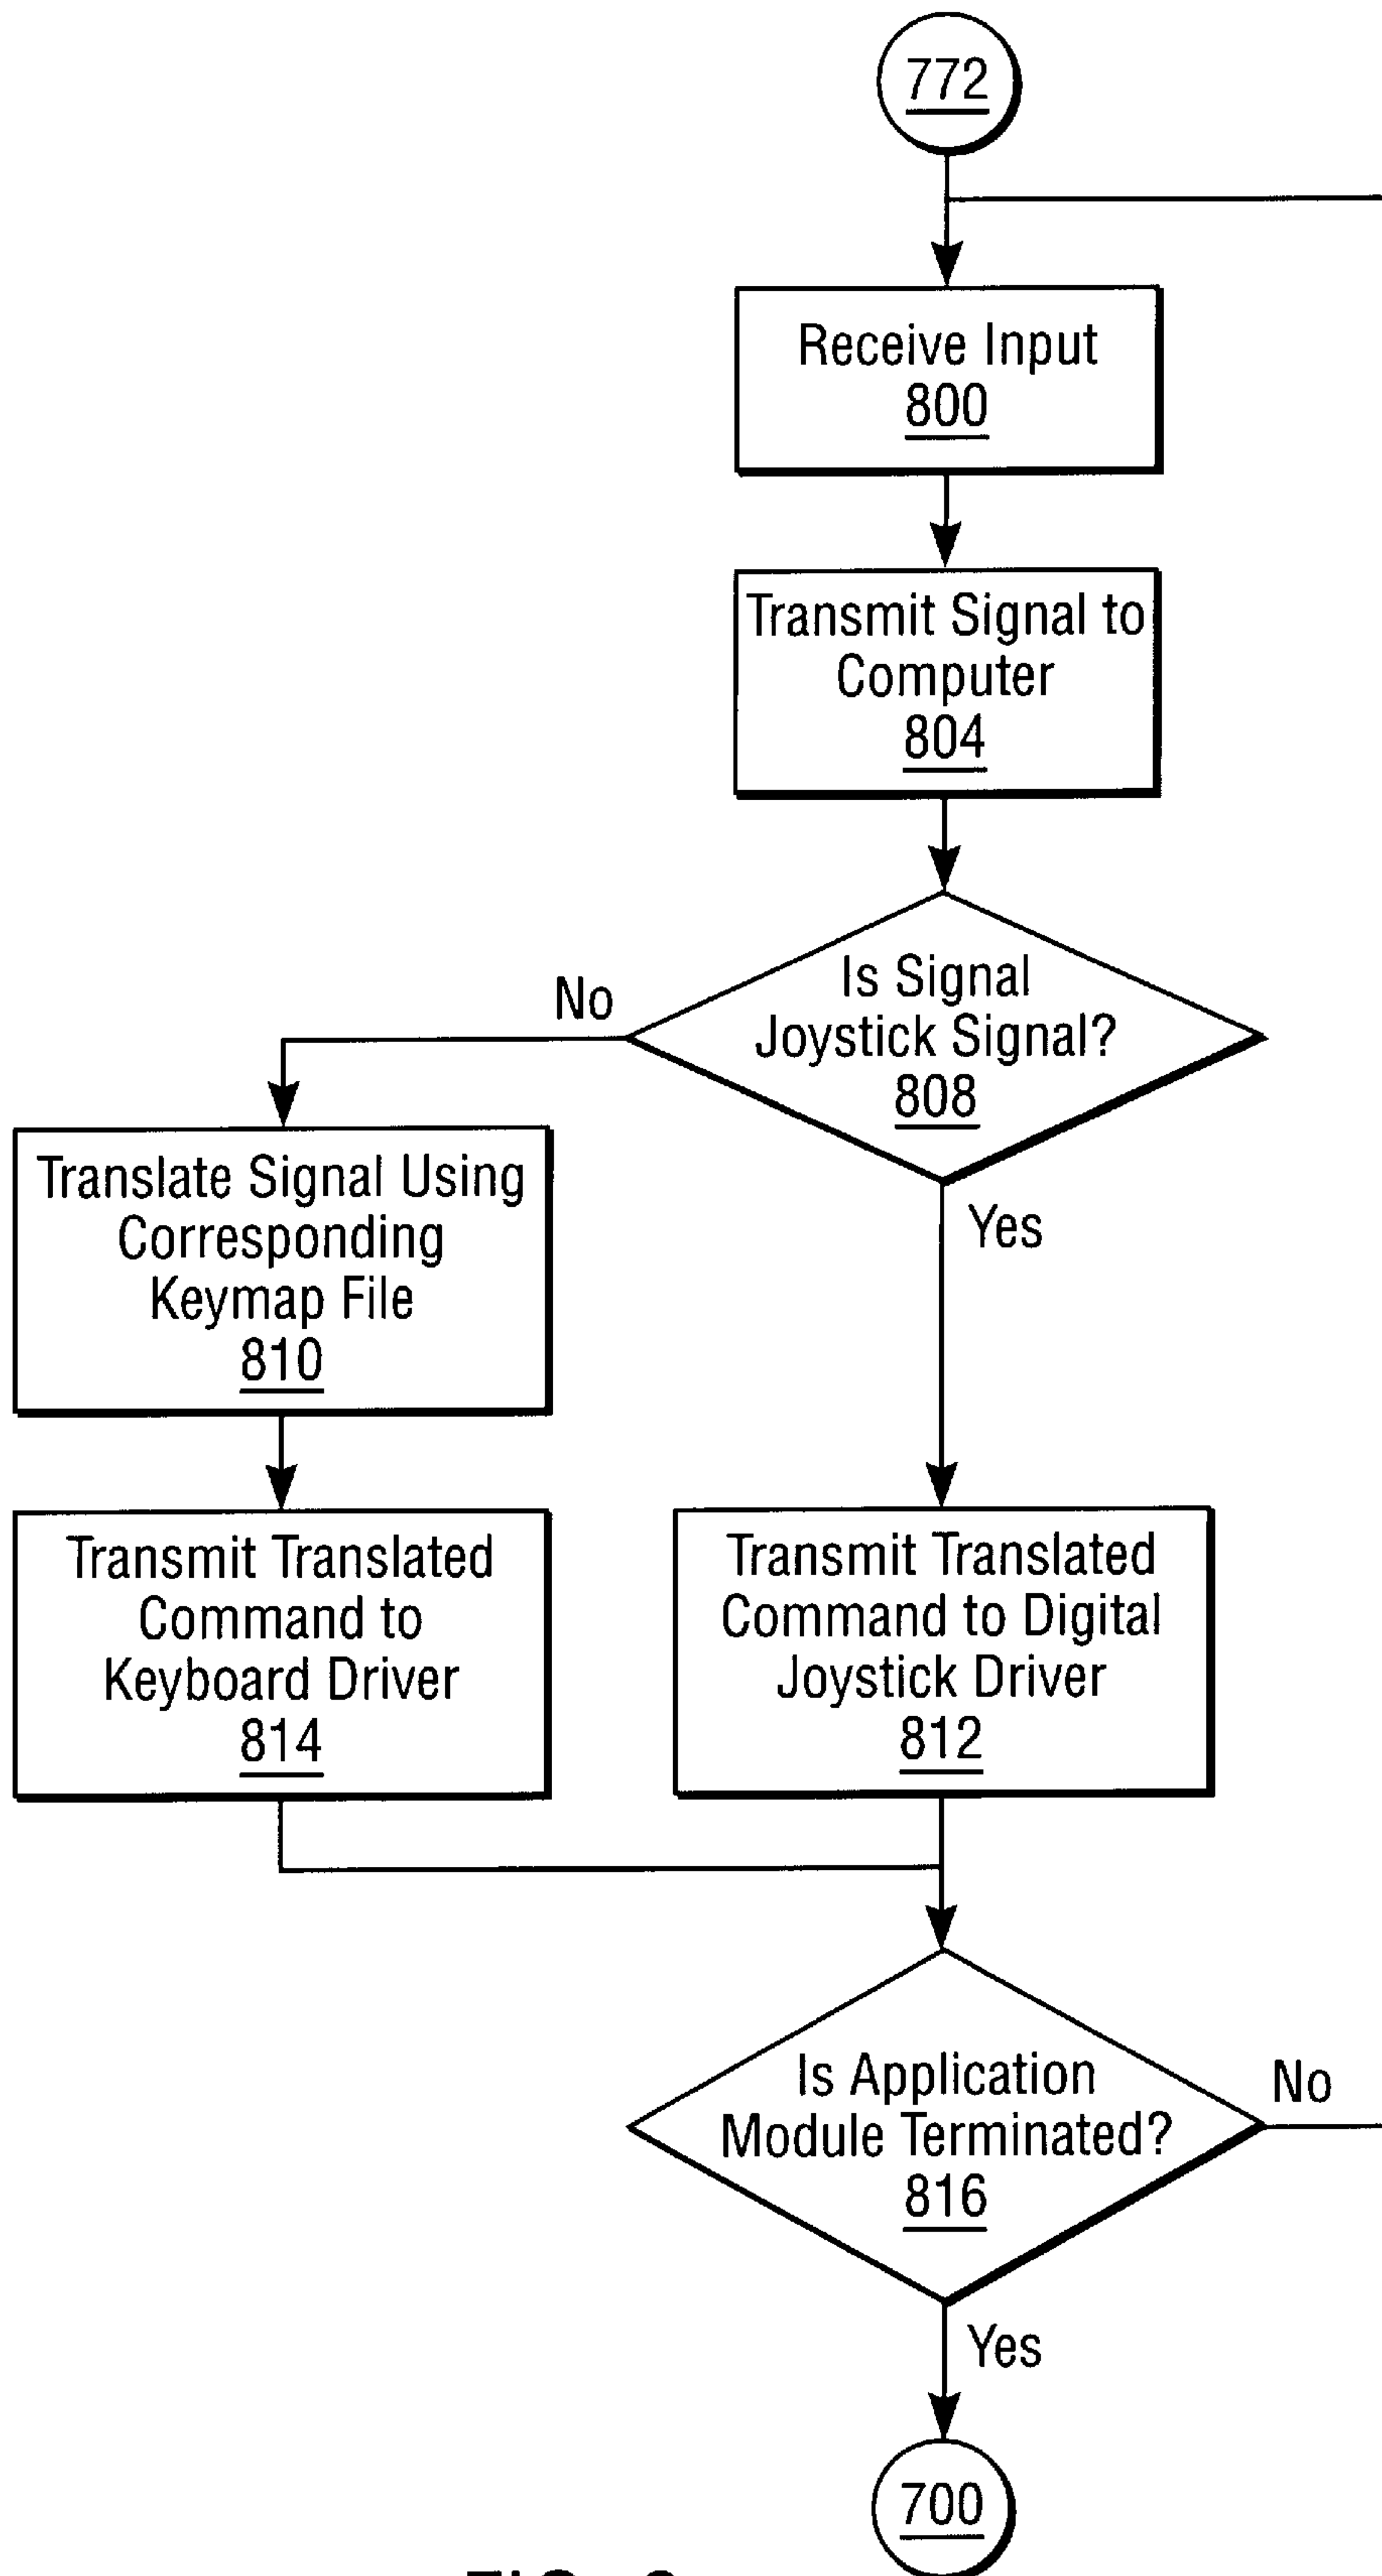 772
Receive Input
800
Transmit Signal to
Computer
804
Is Signal
Joystick Signal?
808
No
Yes
Translate Signal Using
Corresponding
Keymap File
810
Transmit Translated
Command to
Keyboard Driver
814
Transmit Translated
Command to Digital
Joystick Driver
812
Is Application
Module Terminated?
816
No
Yes
700